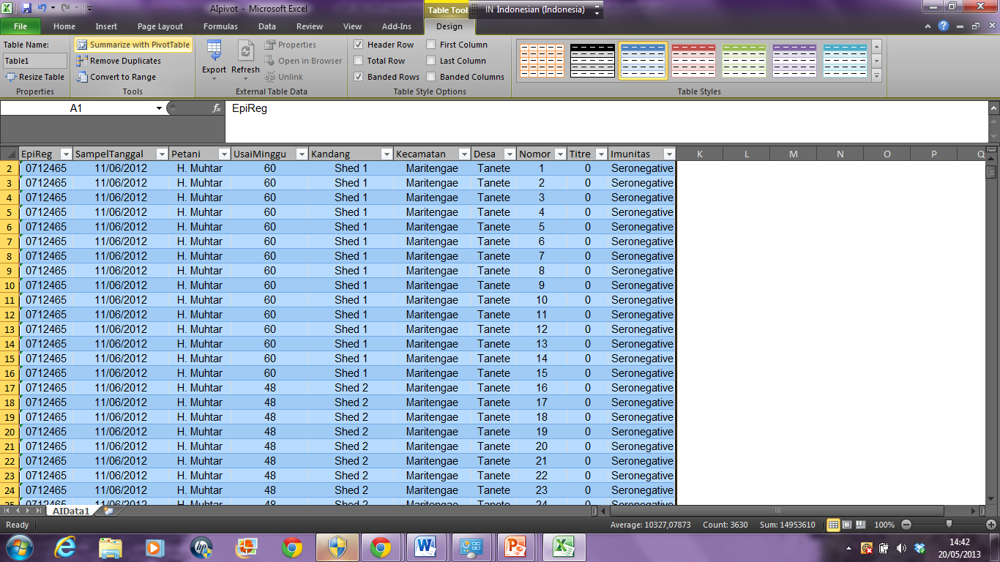 AIpivot - Microsoft Excel
Table Tools
IN Indonesian (Indonesia)
File Home Insert Page Layout Formulas Data Review View Add-Ins Design
Table Name:
Table1
Resize Table
Properties
Summarize with PivotTable
Remove Duplicates
Convert to Range
Tools
Export
Refresh
Properties
Open in Browser
Unlink
External Table Data
Header Row First Column
Total Row Last Column
Banded Rows Banded Columns
Table Style Options
Table Styles
A1 fx EpiReg
EpiReg SampelTanggal Petani UsaiMinggu Kandang Kecamatan Desa Nomor Titre Imunitas K L M N O P Q
2 0712465 11/06/2012 H. Muhtar 60 Shed 1 Maritengae Tanete 1 0 Seronegative
3 0712465 11/06/2012 H. Muhtar 60 Shed 1 Maritengae Tanete 2 0 Seronegative
4 0712465 11/06/2012 H. Muhtar 60 Shed 1 Maritengae Tanete 3 0 Seronegative
5 0712465 11/06/2012 H. Muhtar 60 Shed 1 Maritengae Tanete 4 0 Seronegative
6 0712465 11/06/2012 H. Muhtar 60 Shed 1 Maritengae Tanete 5 0 Seronegative
7 0712465 11/06/2012 H. Muhtar 60 Shed 1 Maritengae Tanete 6 0 Seronegative
8 0712465 11/06/2012 H. Muhtar 60 Shed 1 Maritengae Tanete 7 0 Seronegative
9 0712465 11/06/2012 H. Muhtar 60 Shed 1 Maritengae Tanete 8 0 Seronegative
10 0712465 11/06/2012 H. Muhtar 60 Shed 1 Maritengae Tanete 9 0 Seronegative
11 0712465 11/06/2012 H. Muhtar 60 Shed 1 Maritengae Tanete 10 0 Seronegative
12 0712465 11/06/2012 H. Muhtar 60 Shed 1 Maritengae Tanete 11 0 Seronegative
13 0712465 11/06/2012 H. Muhtar 60 Shed 1 Maritengae Tanete 12 0 Seronegative
14 0712465 11/06/2012 H. Muhtar 60 Shed 1 Maritengae Tanete 13 0 Seronegative
15 0712465 11/06/2012 H. Muhtar 60 Shed 1 Maritengae Tanete 14 0 Seronegative
16 0712465 11/06/2012 H. Muhtar 60 Shed 1 Maritengae Tanete 15 0 Seronegative
17 0712465 11/06/2012 H. Muhtar 48 Shed 2 Maritengae Tanete 16 0 Seronegative
18 0712465 11/06/2012 H. Muhtar 48 Shed 2 Maritengae Tanete 17 0 Seronegative
19 0712465 11/06/2012 H. Muhtar 48 Shed 2 Maritengae Tanete 18 0 Seronegative
20 0712465 11/06/2012 H. Muhtar 48 Shed 2 Maritengae Tanete 19 0 Seronegative
21 0712465 11/06/2012 H. Muhtar 48 Shed 2 Maritengae Tanete 20 0 Seronegative
22 0712465 11/06/2012 H. Muhtar 48 Shed 2 Maritengae Tanete 21 0 Seronegative
23 0712465 11/06/2012 H. Muhtar 48 Shed 2 Maritengae Tanete 22 0 Seronegative
24 0712465 11/06/2012 H. Muhtar 48 Shed 2 Maritengae Tanete 23 0 Seronegative
25 0712465 11/06/2012 H. Muhtar 48 Shed 2 Maritengae Tanete 24 0 Seronegative
AIData1
Ready Average: 10327,07873 Count: 3630 Sum: 14953610 100%
14:42
20/05/2013